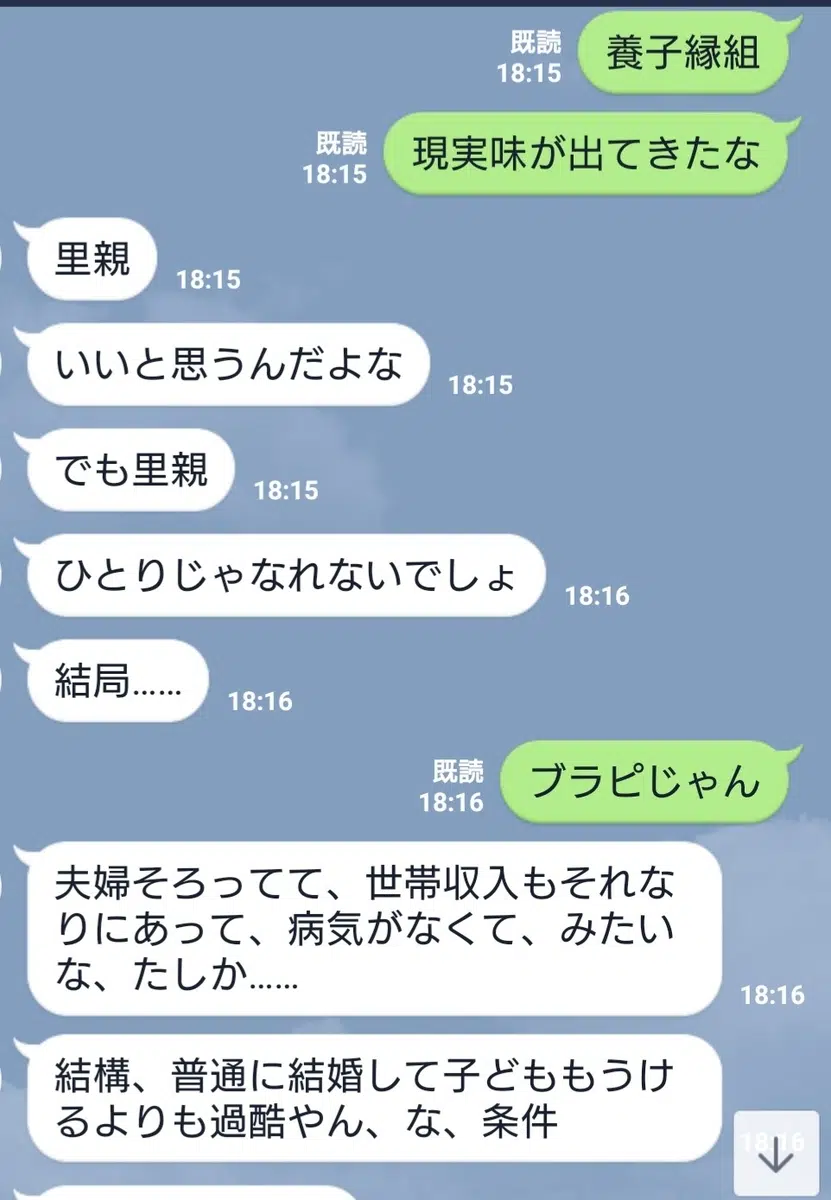 養子縁組
既読
18:15
現実味が出てきたな
既読
18:15
里親
18:15
いいと思うんだよな
18:15
でも里親
18:15
ひとりじゃなれないでしょ
18:16
結局……
18:16
ブラピじゃん
既読
18:16
夫婦そろってて、世帯収入もそれな
りにあって、病気がなくて、みたい
な、たしか……
18:16
結構、普通に結婚して子どももうけ
るよりも過酷やん、な、条件
18:16